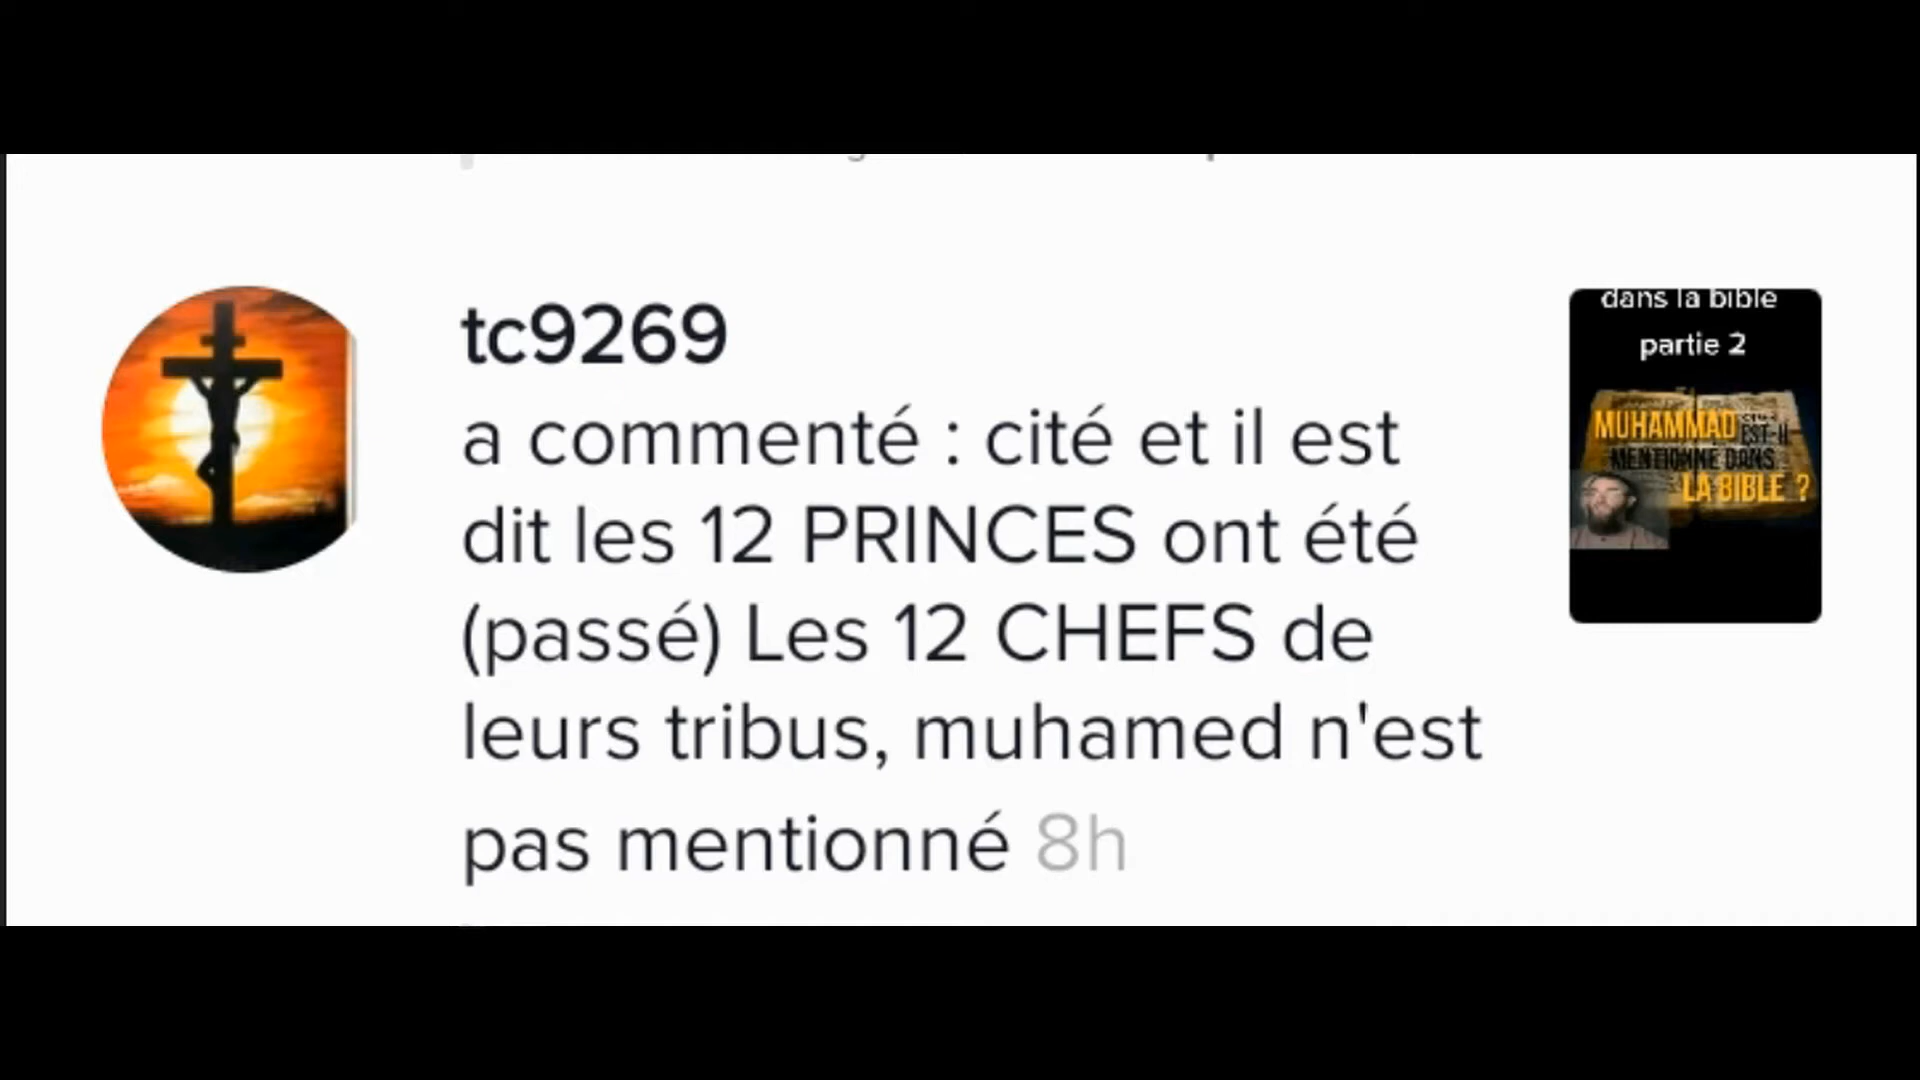 tc9269
a commenté : cité et il est
dit les 12 PRINCES ont été
(passé) Les 12 CHEFS de
leurs tribus, muhamed n'est
pas mentionné 8h
dans la bible
partie 2
MUHAMMAD
EST-IL
MENTIONNÉ DANS
LA BIBLE ?